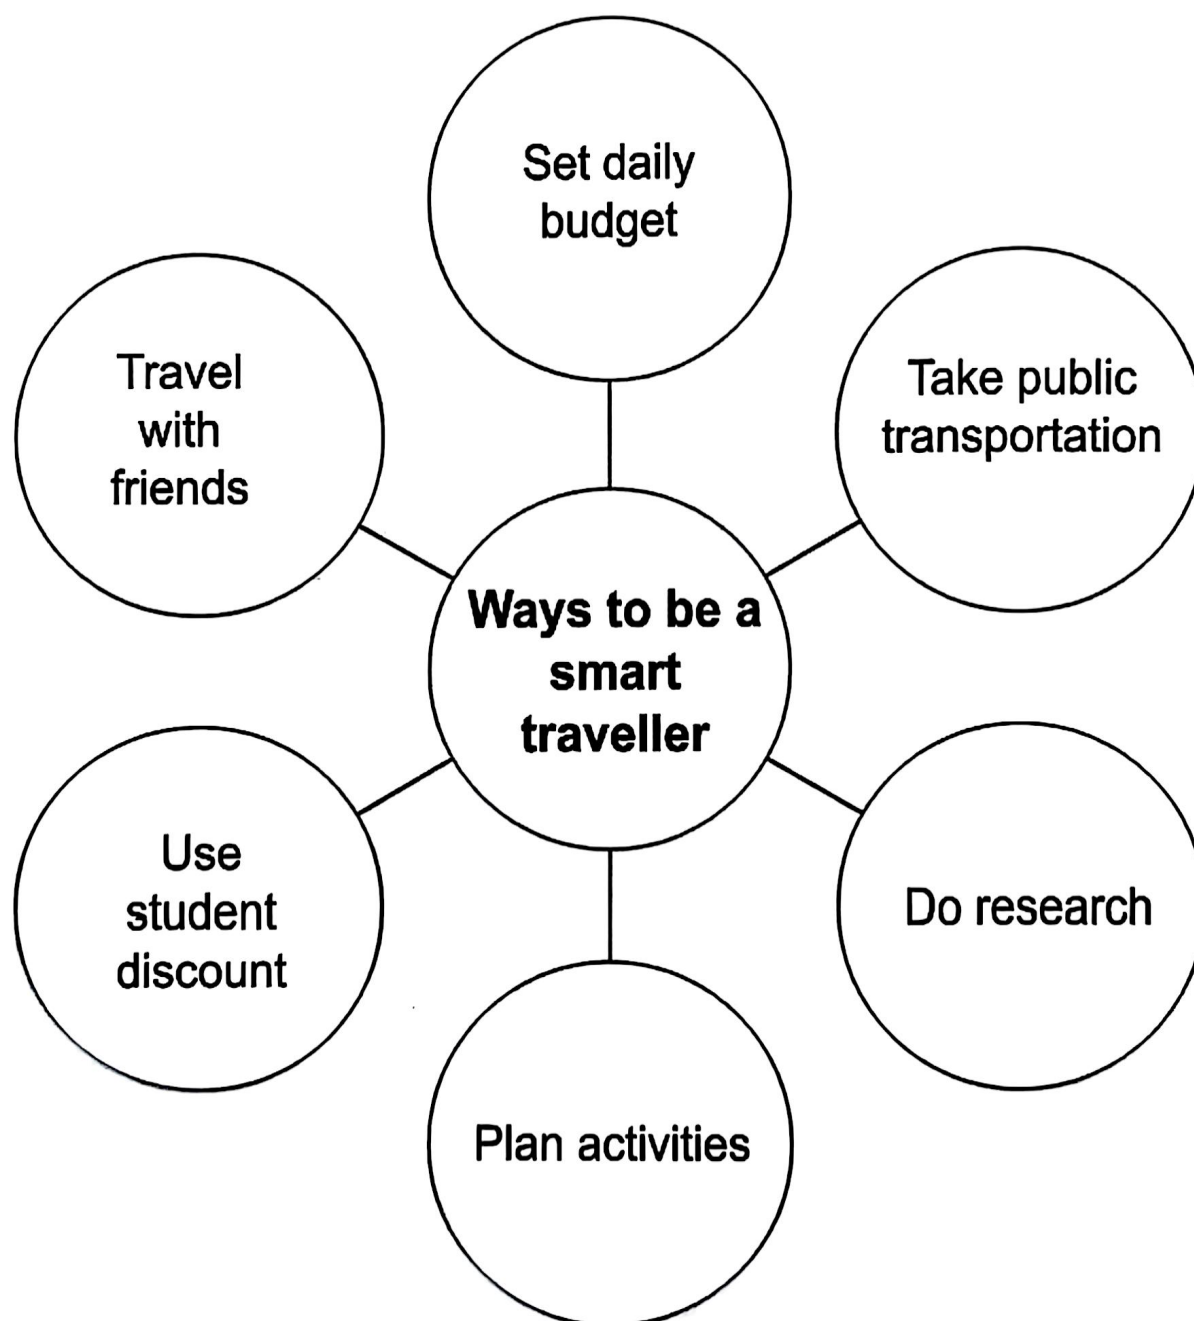 Set daily
budget
Take public
transportation
Do research
Plan activities
Use
student
discount
Travel
with
friends
Ways to be a
smart
traveller